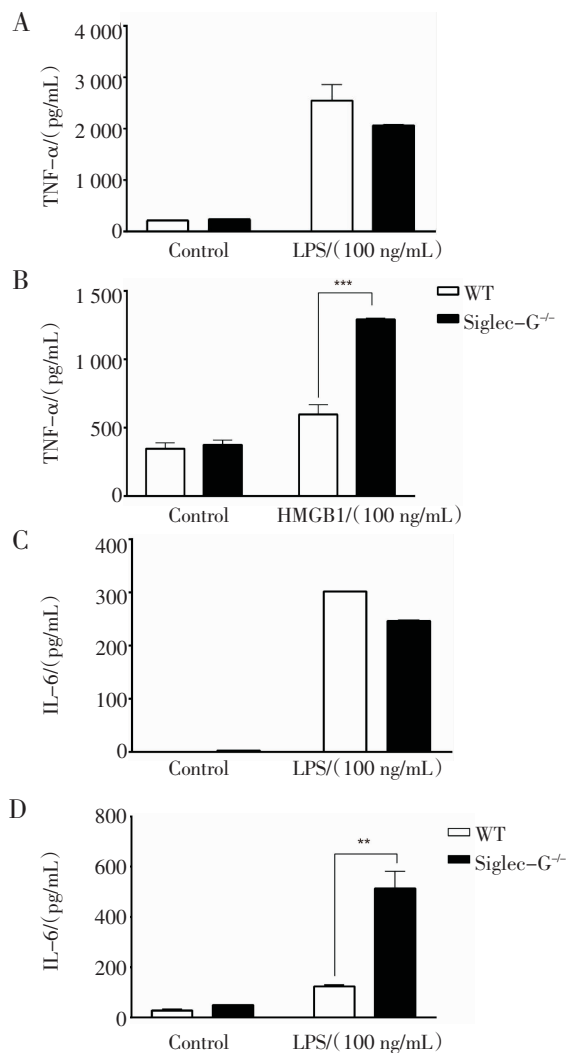 A
4 000
3 000
2 000
1 000
0
TNF-α/(pg/mL)
Control
LPS/(100 ng/mL)
B
1 500
1 000
500
0
TNF-α/(pg/mL)
***
WT
Siglec-G-/-
Control
HMGB1/(100 ng/mL)
C
400
300
200
100
0
IL-6/(pg/mL)
Control
LPS/(100 ng/mL)
D
800
600
400
200
0
IL-6/(pg/mL)
**
WT
Siglec-G-/-
Control
LPS/(100 ng/mL)